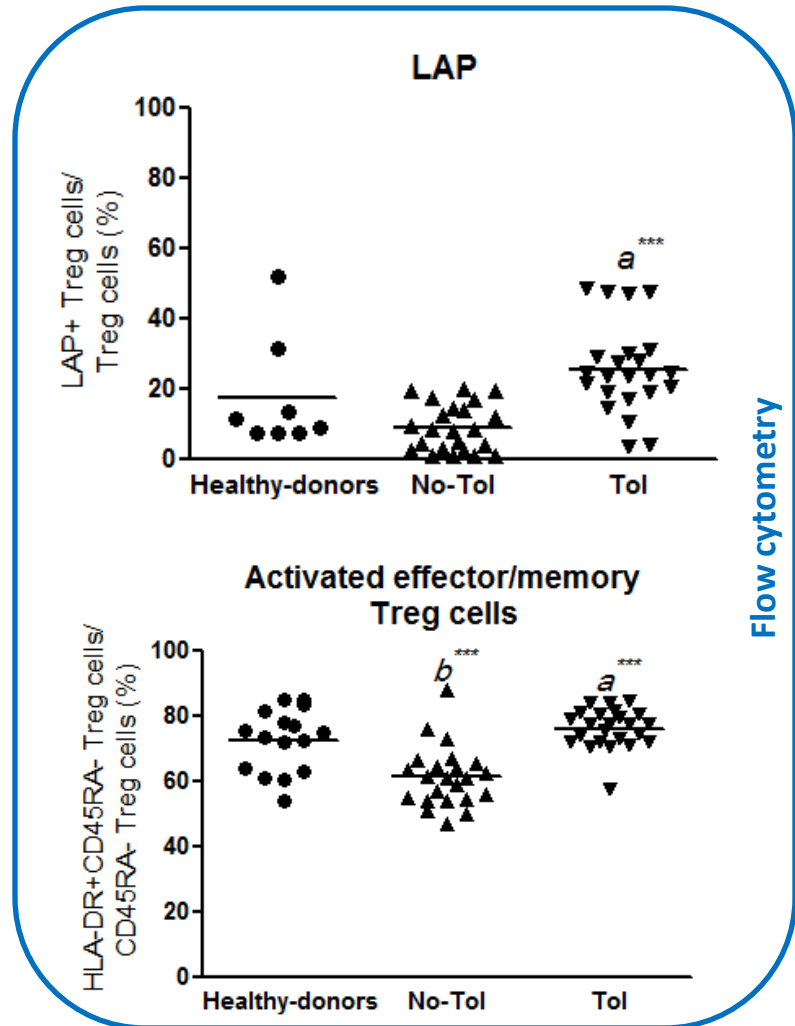 LAP
100
80
60
40
20
0
LAP+ Treg cells/
Treg cells (%)
a ***
Healthy-donors No-Tol Tol
Activated effector/memory
Treg cells
100
80
60
40
20
0
HLA-DR+CD45RA- Treg cells/
CD45RA- Treg cells (%)
b *** a ***
Healthy-donors No-Tol Tol
Flow cytometry